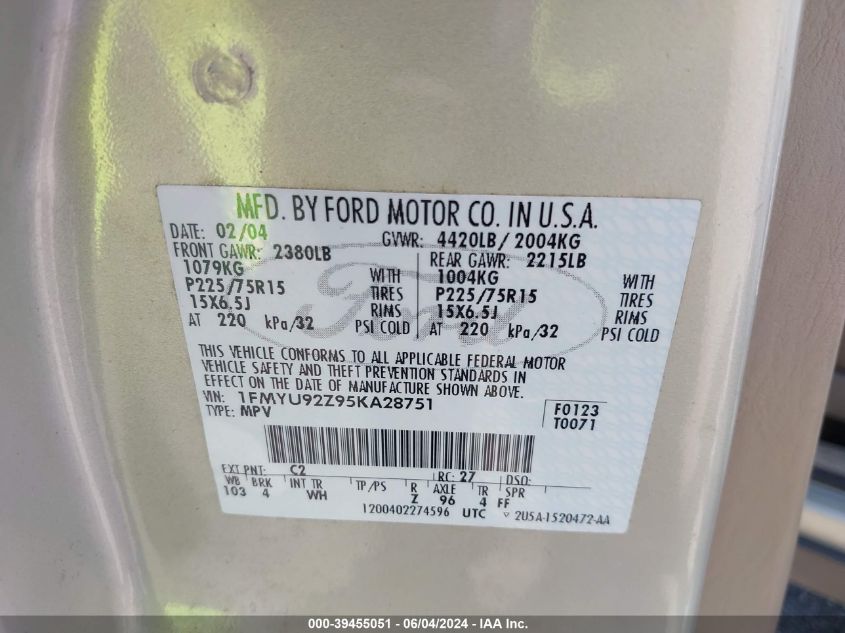 MFD. BY FORD MOTOR CO. IN U.S.A.
DATE: 02/04 GVWR: 4420LB/ 2004KG
FRONT GAWR: 2380LB REAR GAWR: 2215LB
1079KG WITH 1004KG WITH
P225/75R15 TIRES P225/75R15 TIRES
15X6.5J RIMS 15X6.5J RIMS
AT 220 kPa/32 PSI COLD AT 220 kPa/32 PSI COLD
THIS VEHICLE CONFORMS TO ALL APPLICABLE FEDERAL MOTOR
VEHICLE SAFETY AND THEFT PREVENTION STANDARDS IN
EFFECT ON THE DATE OF MANUFACTURE SHOWN ABOVE.
VIN: 1FMYU92Z95KA28751 F0123
TYPE: MPV T0071
EXT PNT: C2 RC: 27 DSO:
WB BRK INT TR TP/PS R AXLE TR SPR
103 4 WH Z 96 4 FF
1200402274596 UTC ▽ 2U5A-1520472-AA
Ford
000-39455051 - 06/04/2024 - IAA Inc.